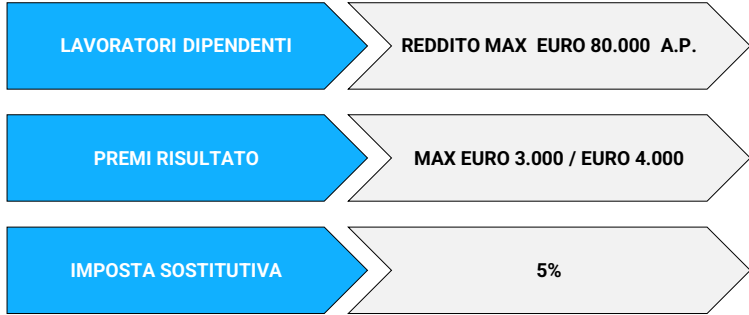 LAVORATORI DIPENDENTI
REDDITO MAX EURO 80.000 A.P.
PREMI RISULTATO
MAX EURO 3.000 / EURO 4.000
IMPOSTA SOSTITUTIVA
5%